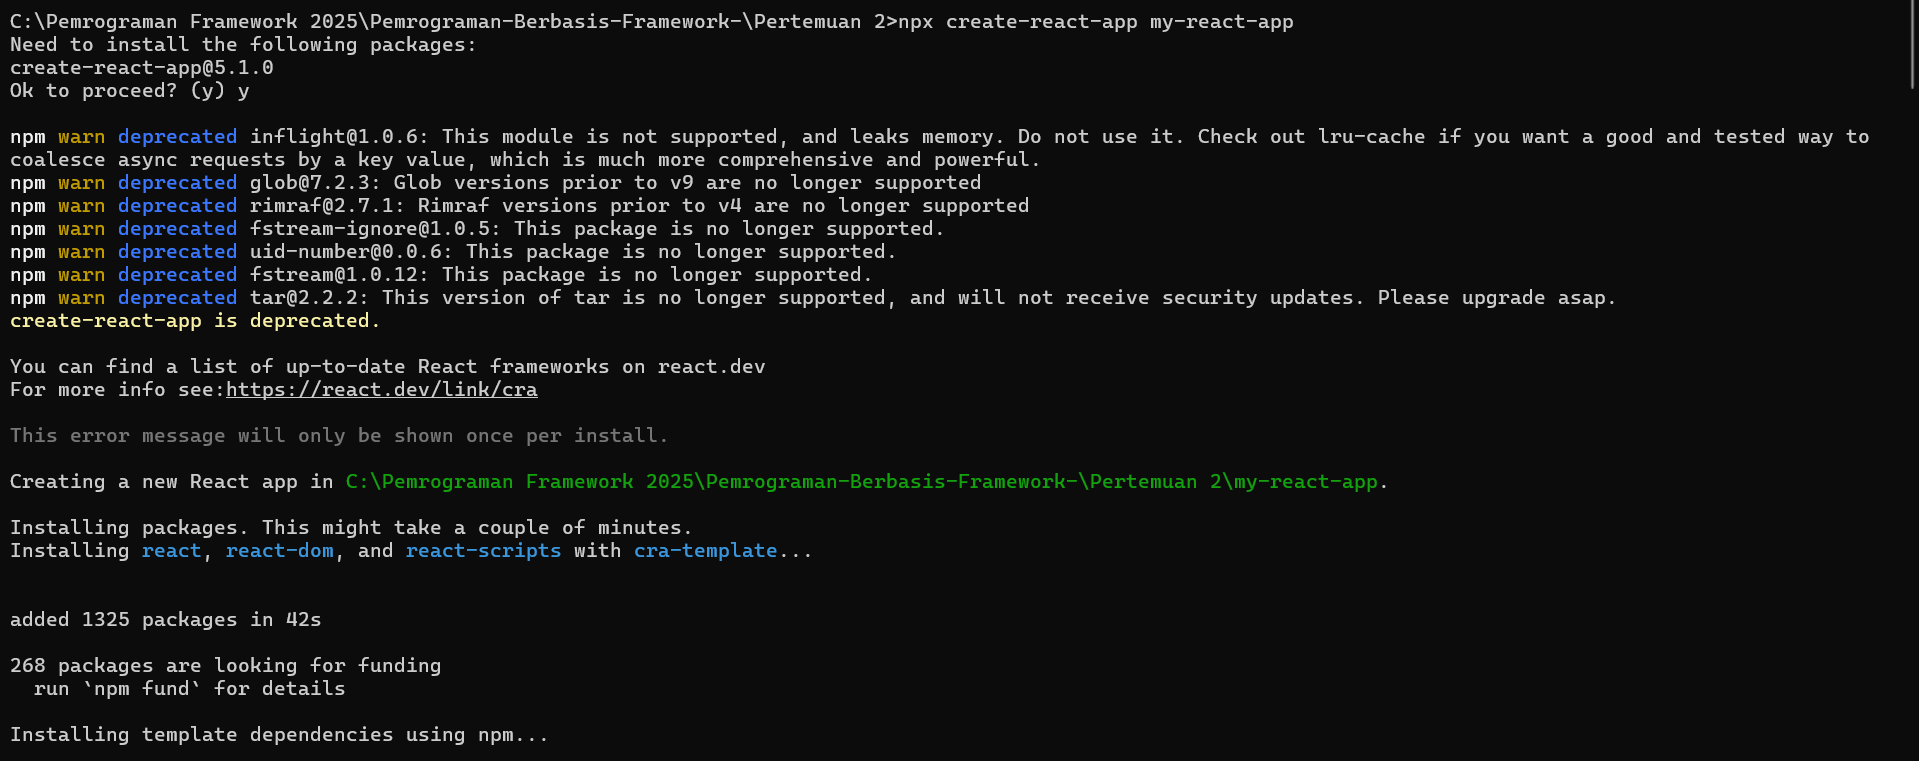 C:\Pemrograman Framework 2025\Pemrograman-Berbasis-Framework-\Pertemuan 2>npx create-react-app my-react-app
Need to install the following packages:
create-react-app@5.1.0
Ok to proceed? (y) y
npm warn deprecated inflight@1.0.6: This module is not supported, and leaks memory. Do not use it. Check out lru-cache if you want a good and tested way to
coalesce async requests by a key value, which is much more comprehensive and powerful.
npm warn deprecated glob@7.2.3: Glob versions prior to v9 are no longer supported
npm warn deprecated rimraf@2.7.1: Rimraf versions prior to v4 are no longer supported
npm warn deprecated fstream-ignore@1.0.5: This package is no longer supported.
npm warn deprecated uid-number@0.0.6: This package is no longer supported.
npm warn deprecated fstream@1.0.12: This package is no longer supported.
npm warn deprecated tar@2.2.2: This version of tar is no longer supported, and will not receive security updates. Please upgrade asap.
create-react-app is deprecated.
You can find a list of up-to-date React frameworks on react.dev
For more info see:https://react.dev/link/cra
This error message will only be shown once per install.
Creating a new React app in C:\Pemrograman Framework 2025\Pemrograman-Berbasis-Framework-\Pertemuan 2\my-react-app.
Installing packages. This might take a couple of minutes.
Installing react, react-dom, and react-scripts with cra-template...
added 1325 packages in 42s
268 packages are looking for funding
  run `npm fund` for details
Installing template dependencies using npm...